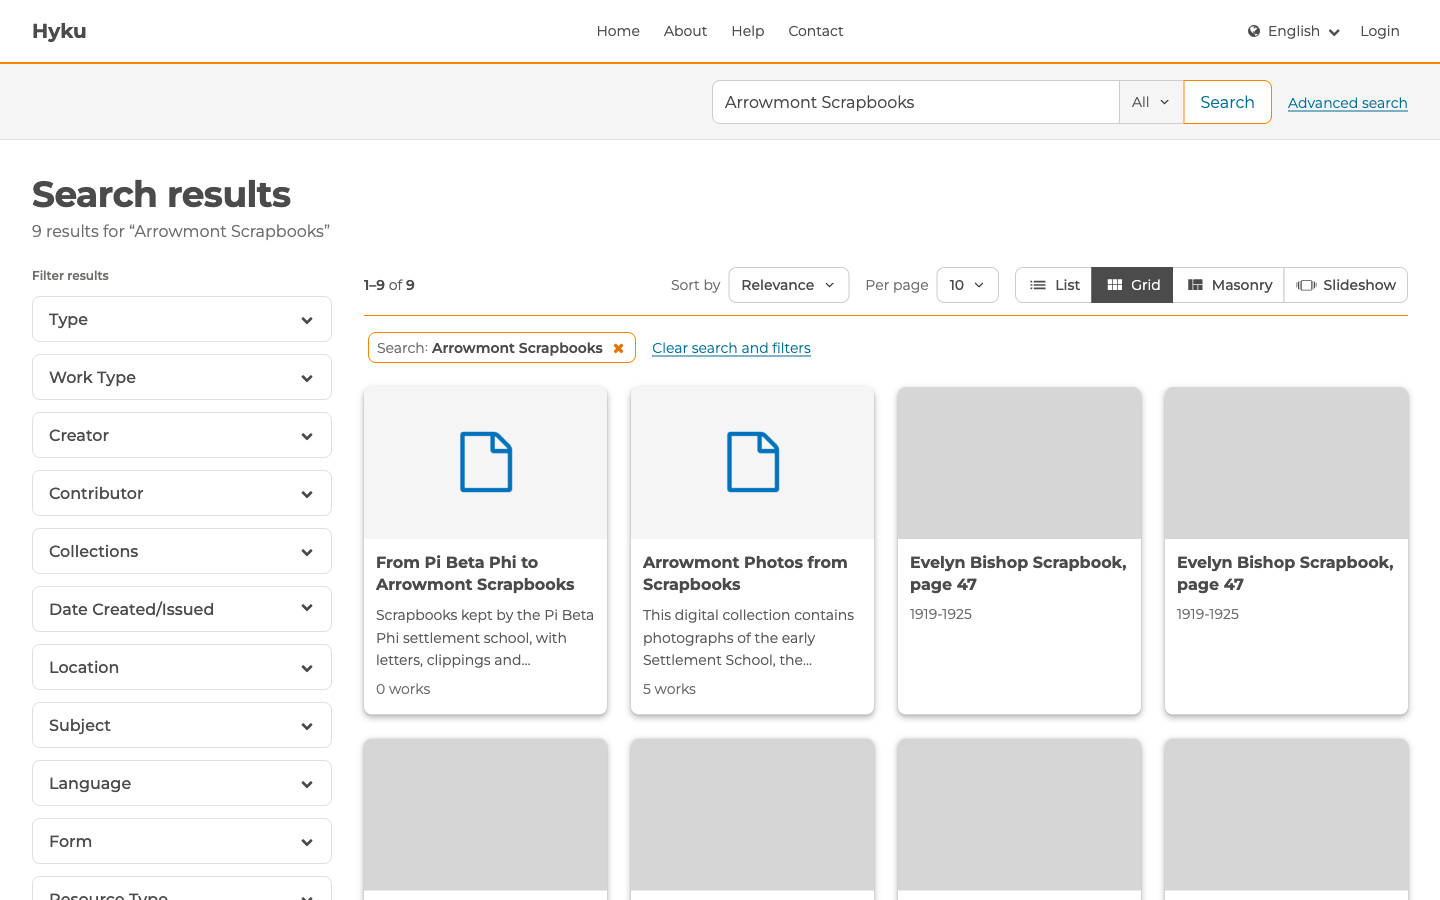 Hyku
Home About Help Contact
English Login
Arrowmont Scrapbooks All Search Advanced search
Search results
9 results for “Arrowmont Scrapbooks”
Filter results
Type
Work Type
Creator
Contributor
Collections
Date Created/Issued
Location
Subject
Language
Form
Resource Type
1–9 of 9
Sort by Relevance Per page 10 List Grid Masonry Slideshow
Search: Arrowmont Scrapbooks Clear search and filters
From Pi Beta Phi to
Arrowmont Scrapbooks
Scrapbooks kept by the Pi Beta
Phi settlement school, with
letters, clippings and...
0 works
Arrowmont Photos from
Scrapbooks
This digital collection contains
photographs of the early
Settlement School, the...
5 works
Evelyn Bishop Scrapbook,
page 47
1919-1925
Evelyn Bishop Scrapbook,
page 47
1919-1925